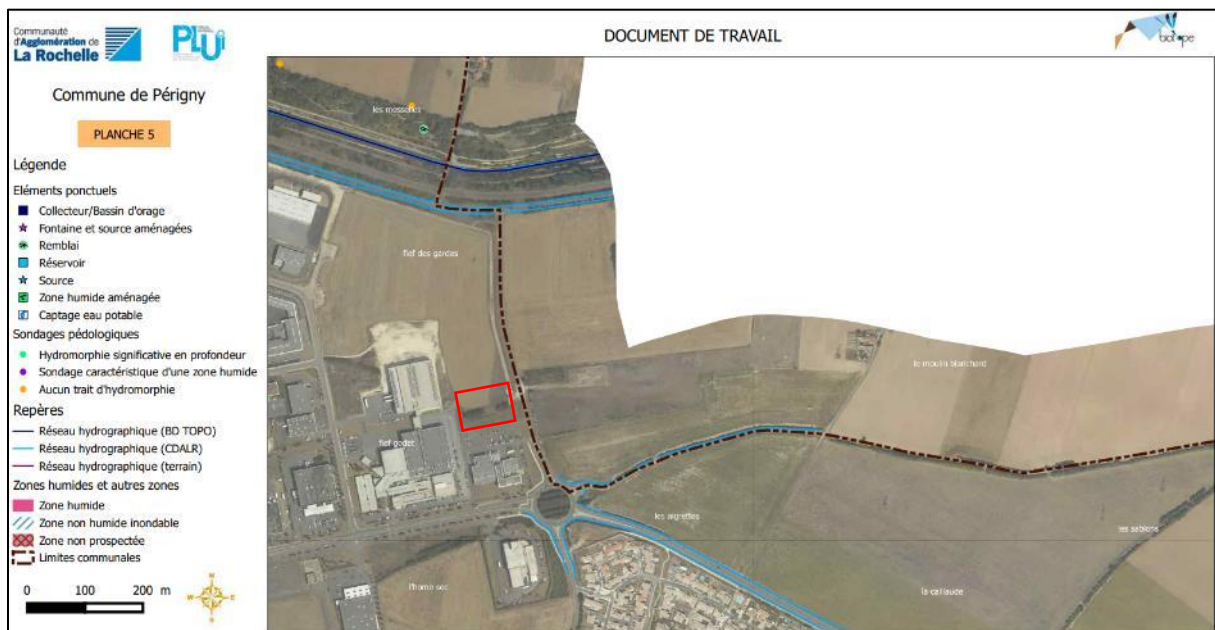 Communauté
d'Agglomération de
La Rochelle
PLUi
DOCUMENT DE TRAVAIL
biotope
Commune de Périgny
PLANCHE 5
Légende
Eléments ponctuels
Collecteur/Bassin d'orage
Fontaine et source aménagées
Remblai
Réservoir
Source
Zone humide aménagée
Captage eau potable
Sondages pédologiques
Hydromorphie significative en profondeur
Sondage caractéristique d'une zone humide
Aucun trait d'hydromorphie
Repères
Réseau hydrographique (BD TOPO)
Réseau hydrographique (CDALR)
Réseau hydrographique (terrain)
Zones humides et autres zones
Zone humide
Zone non humide inondable
Zone non prospectée
Limites communales
0 100 200 m
N
W E
S
fief des gardes
le moulin blanchard
fief godet
les aigrettes
les sablons
l'homme sec
la caillaude